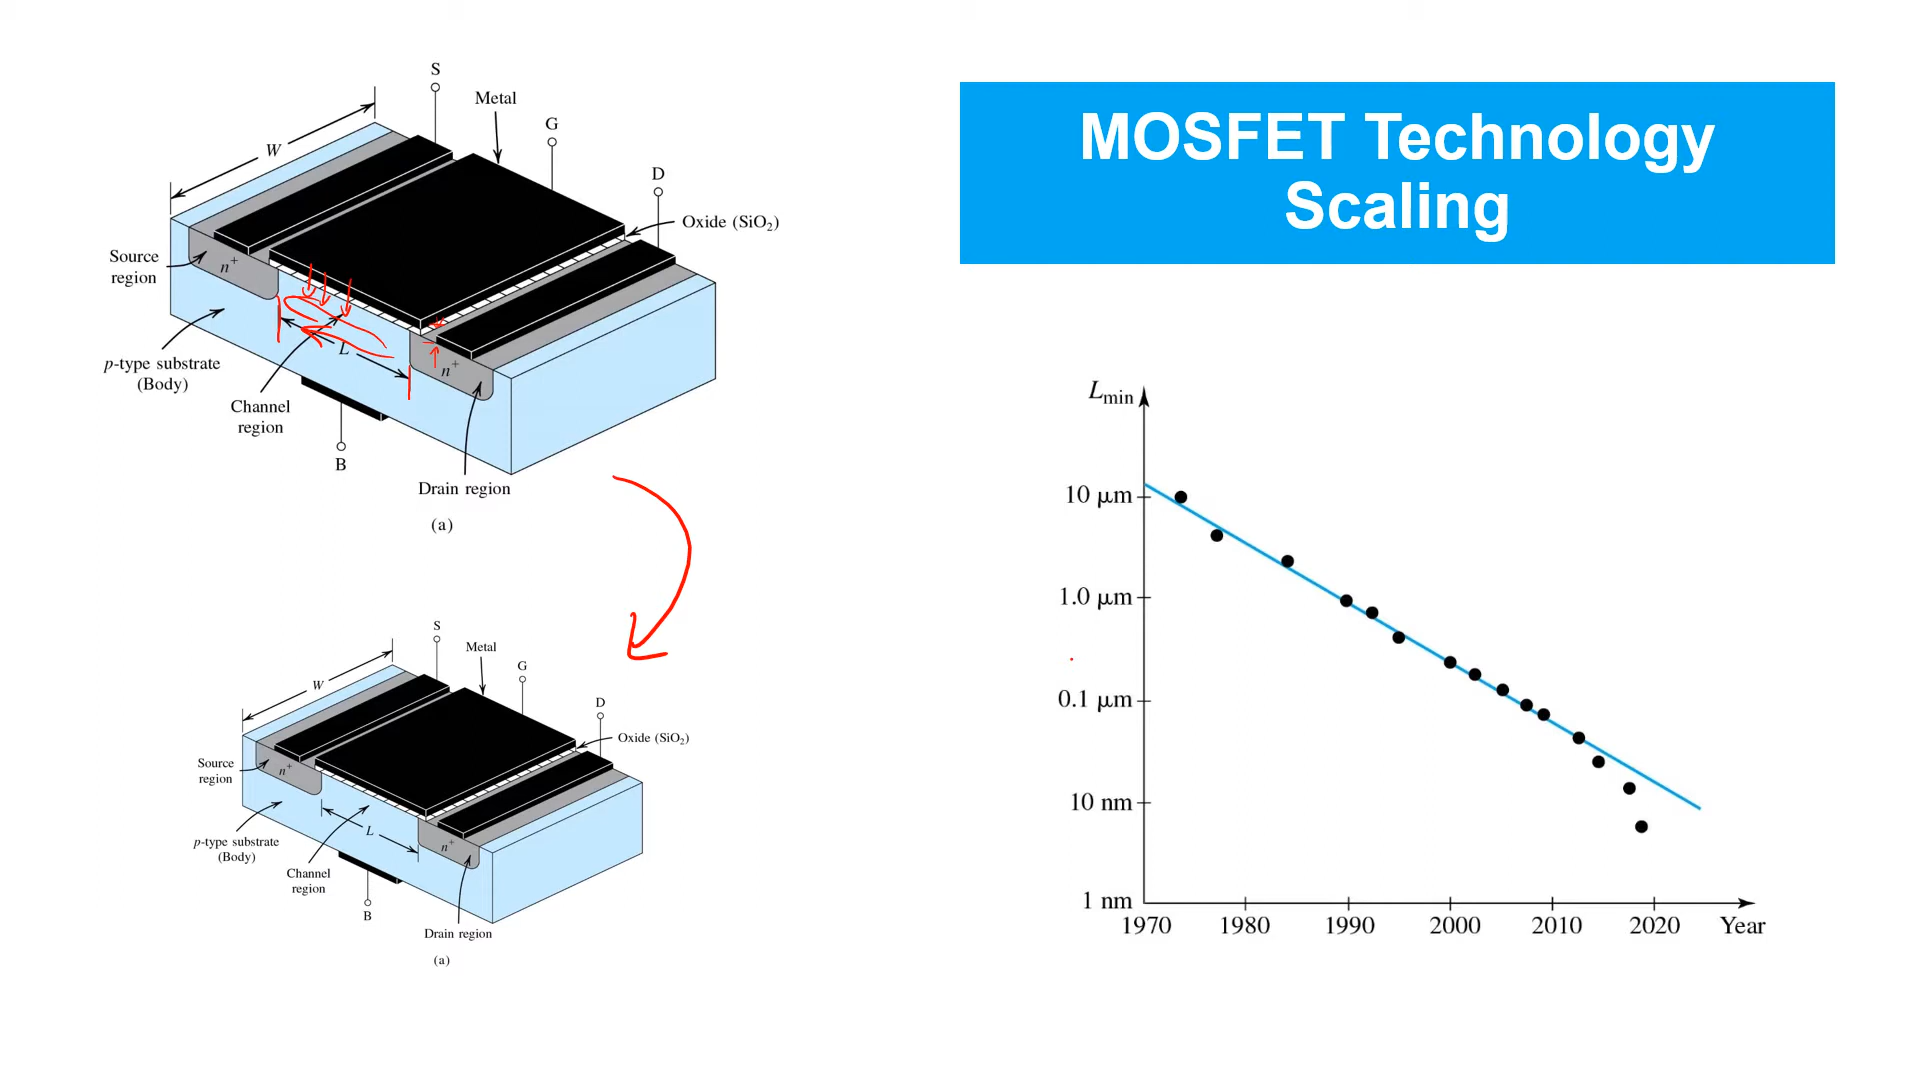 MOSFET Technology
Scaling
S
Metal
G
W
D
Oxide (SiO₂)
Source
region
n⁺
L
n⁺
p-type substrate
(Body)
Channel
region
B
Drain region
(a)
S
Metal
G
W
D
Oxide (SiO₂)
Source
region
n⁺
L
n⁺
p-type substrate
(Body)
Channel
region
B
Drain region
(a)
Lmin
10 μm
1.0 μm
0.1 μm
10 nm
1 nm
1970 1980 1990 2000 2010 2020 Year